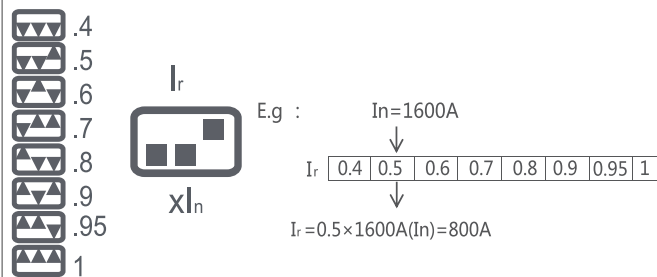 .4
.5
.6
.7
.8
.9
.95
1
Ir
xIn
E.g :
In=1600A
Ir 0.4 0.5 0.6 0.7 0.8 0.9 0.95 1
Ir=0.5×1600A(In)=800A